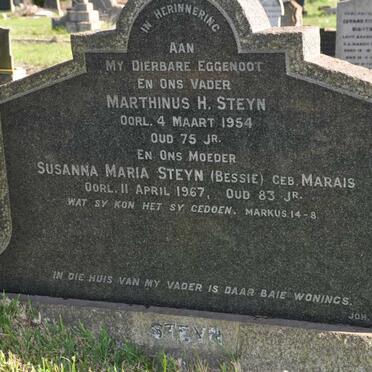 IN HERINNERING
AAN
MY DIERBARE EGGENOOT
EN ONS VADER
MARTHINUS H. STEYN
OORL. 4 MAART 1954
OUD 75 JR.
EN ONS MOEDER
SUSANNA MARIA STEYN (BESSIE) GEB. MARAIS
OORL. 11 APRIL 1967, OUD 83 JR.
WAT SY KON HET SY GEDOEN. MARKUS. 14-8.
IN DIE HUIS VAN MY VADER IS DAAR BAIE WONINGS.
JOH.
STEYN